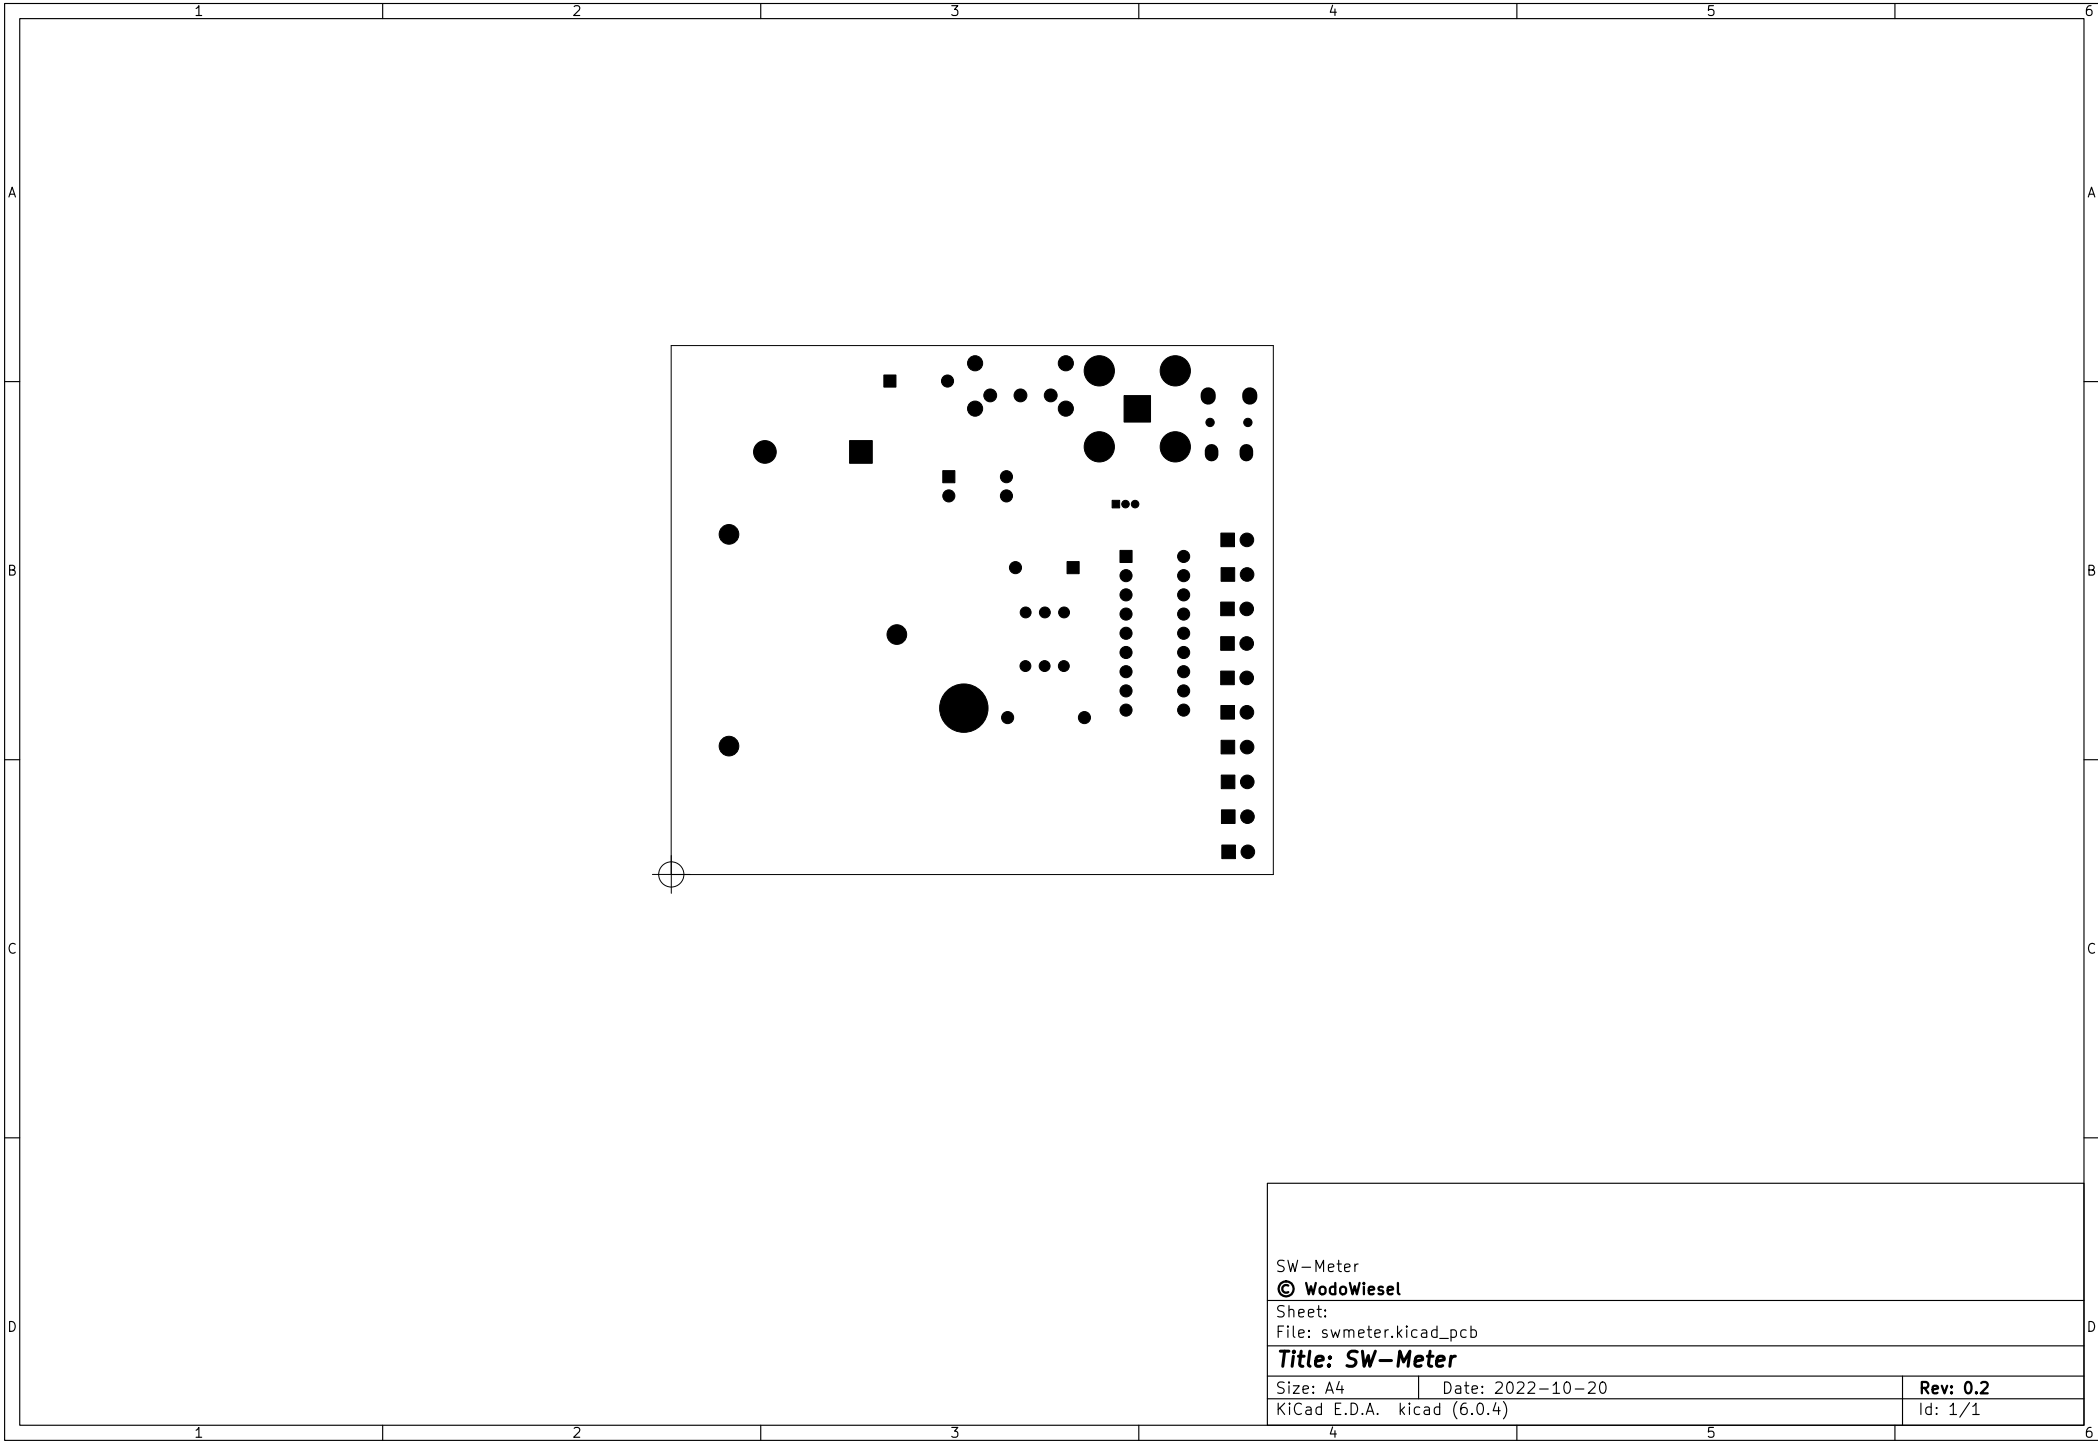 1 2 3 4 5 6
A A
B B
C C
SW-Meter
© WodoWiesel
Sheet:
D D
File: swmeter.kicad_pcb
Title: SW-Meter
Size: A4 Date: 2022-10-20 Rev: 0.2
KiCad E.D.A. kicad (6.0.4) Id: 1/1
1 2 3 4 5 6